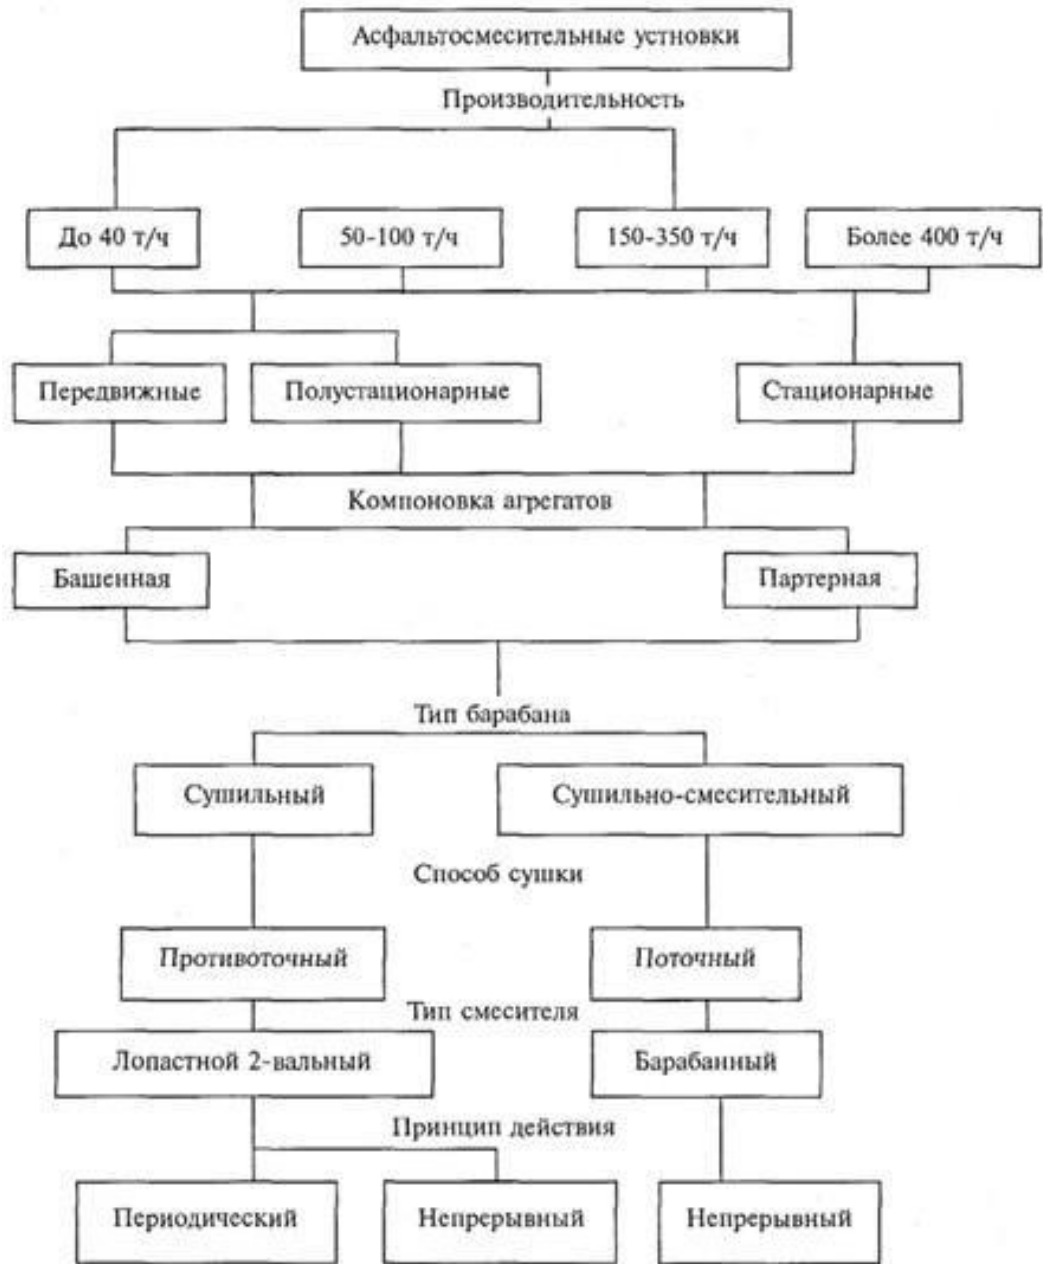 Асфальтосмесительные устновки
Производительность
До 40 т/ч
50-100 т/ч
150-350 т/ч
Более 400 т/ч
Передвижные
Полустационарные
Стационарные
Компоновка агрегатов
Башенная
Партерная
Тип барабана
Сушильный
Сушильно-смесительный
Способ сушки
Противоточный
Поточный
Тип смесителя
Лопастной 2-вальный
Барабанный
Принцип действия
Периодический
Непрерывный
Непрерывный